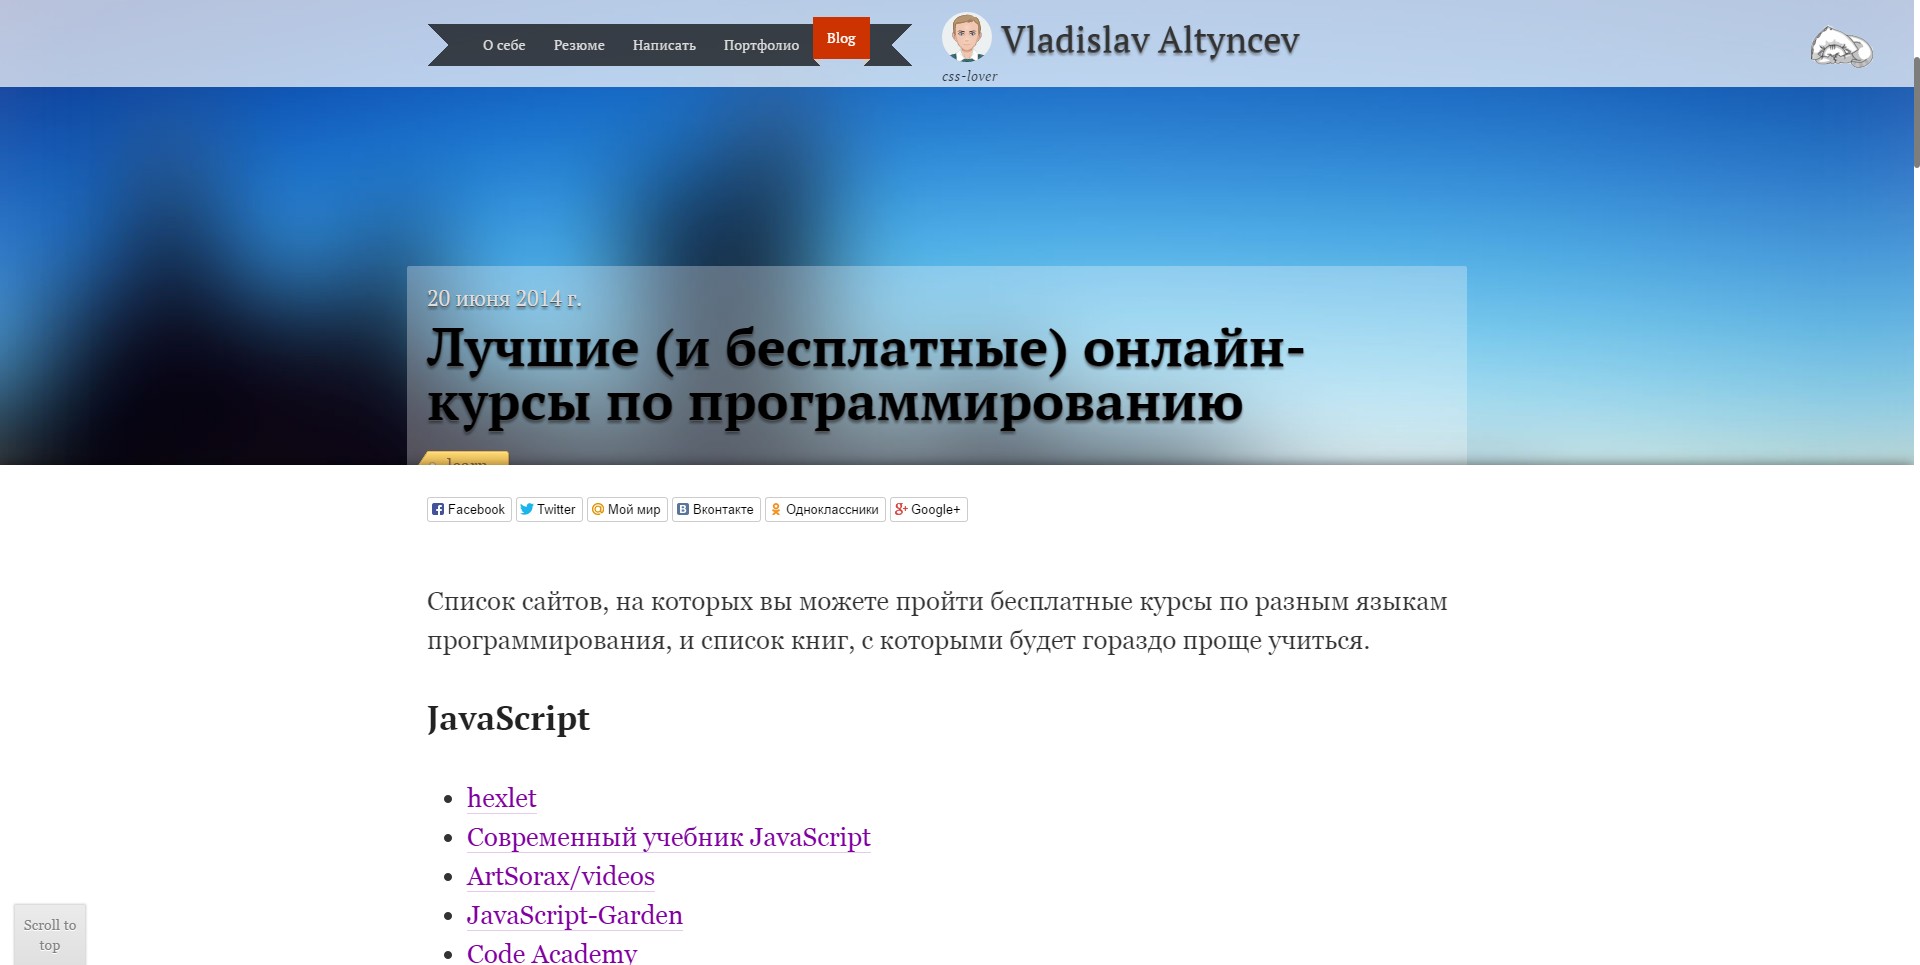 О себе Резюме Написать Портфолио Blog
Vladislav Altyncev
css-lover
20 июня 2014 г.
Лучшие (и бесплатные) онлайн-
курсы по программированию
learn
Facebook Twitter Мой мир Вконтакте Одноклассники Google+
Список сайтов, на которых вы можете пройти бесплатные курсы по разным языкам
программирования, и список книг, с которыми будет гораздо проще учиться.
JavaScript
hexlet
Современный учебник JavaScript
ArtSorax/videos
JavaScript-Garden
Code Academy
Scroll to
top